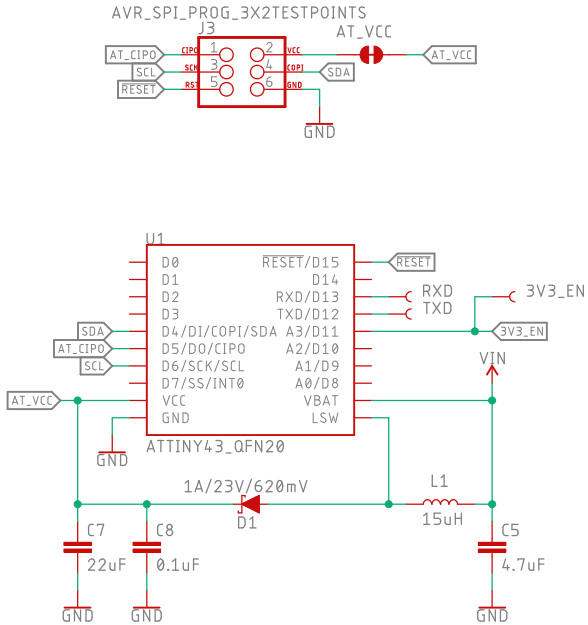 AVR_SPI_PROG_3X2TESTPOINTS
J3
AT_VCC
AT_CIPO CIPO 1 2 VCC AT_VCC
SCL SCK 3 4 COPI SDA
RESET RST 5 6 GND
GND
U1
D0 RESET/D15 RESET
D1 D14
D2 RXD/D13 RXD 3V3_EN
D3 TXD/D12 TXD
SDA D4/DI/COPI/SDA A3/D11 3V3_EN
AT_CIPO D5/DO/CIPO A2/D10
SCL D6/SCK/SCL A1/D9 VIN
D7/SS/INT0 A0/D8
AT_VCC VCC VBAT
GND LSW
ATTINY43_QFN20
GND
1A/23V/620mV L1
D1 15uH
C7 C8 C5
22uF 0.1uF 4.7uF
GND GND GND